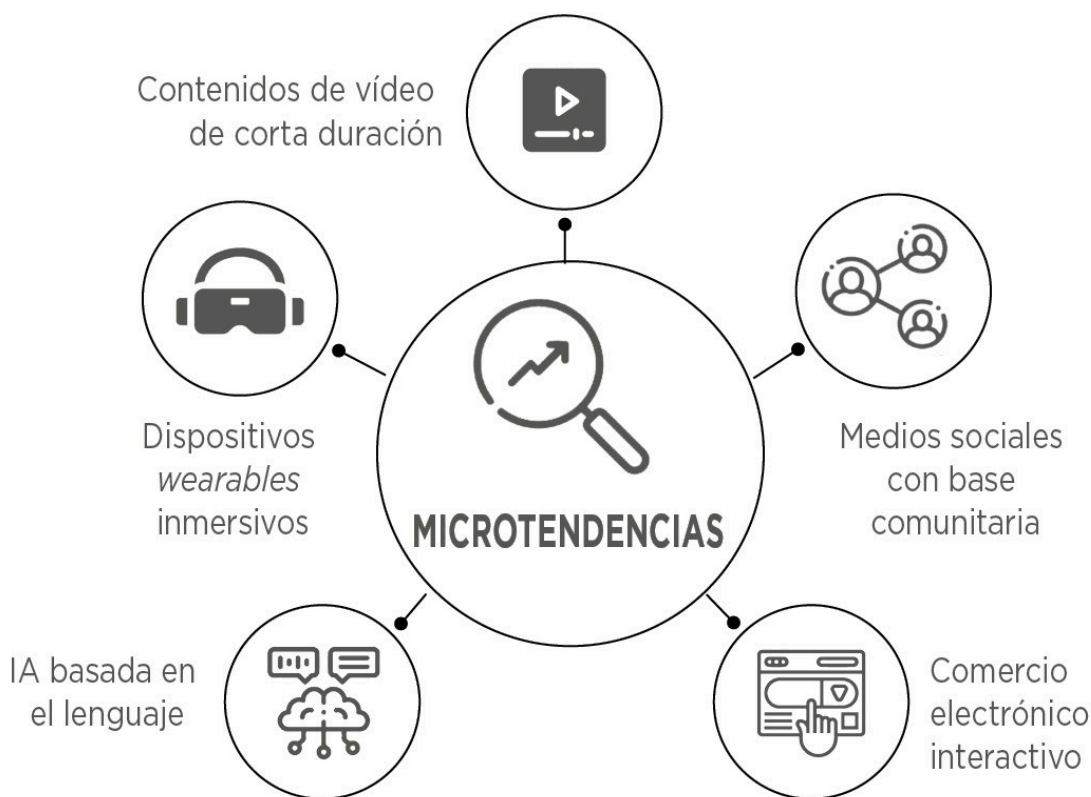 Contenidos de vídeo
de corta duración
Dispositivos
wearables
inmersivos
Medios sociales
con base
comunitaria
MICROTENDENCIAS
IA basada en
el lenguaje
Comercio
electrónico
interactivo